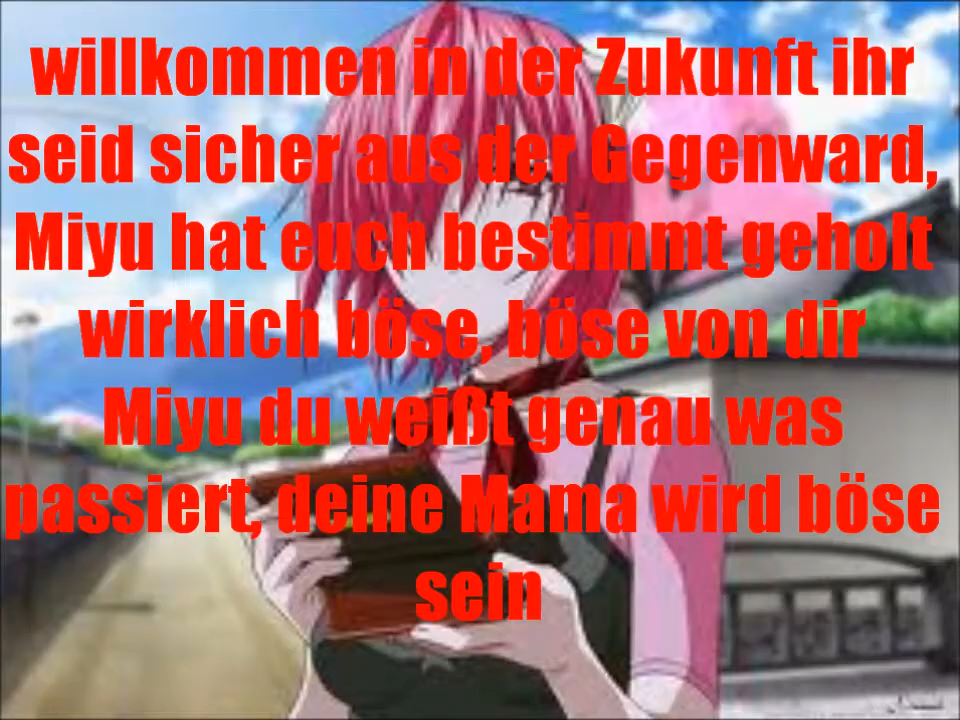 willkommen in der Zukunft ihr
seid sicher aus der Gegenward,
Miyu hat euch bestimmt geholt
wirklich böse, böse von dir
Miyu du weißt genau was
passiert, deine Mama wird böse
sein